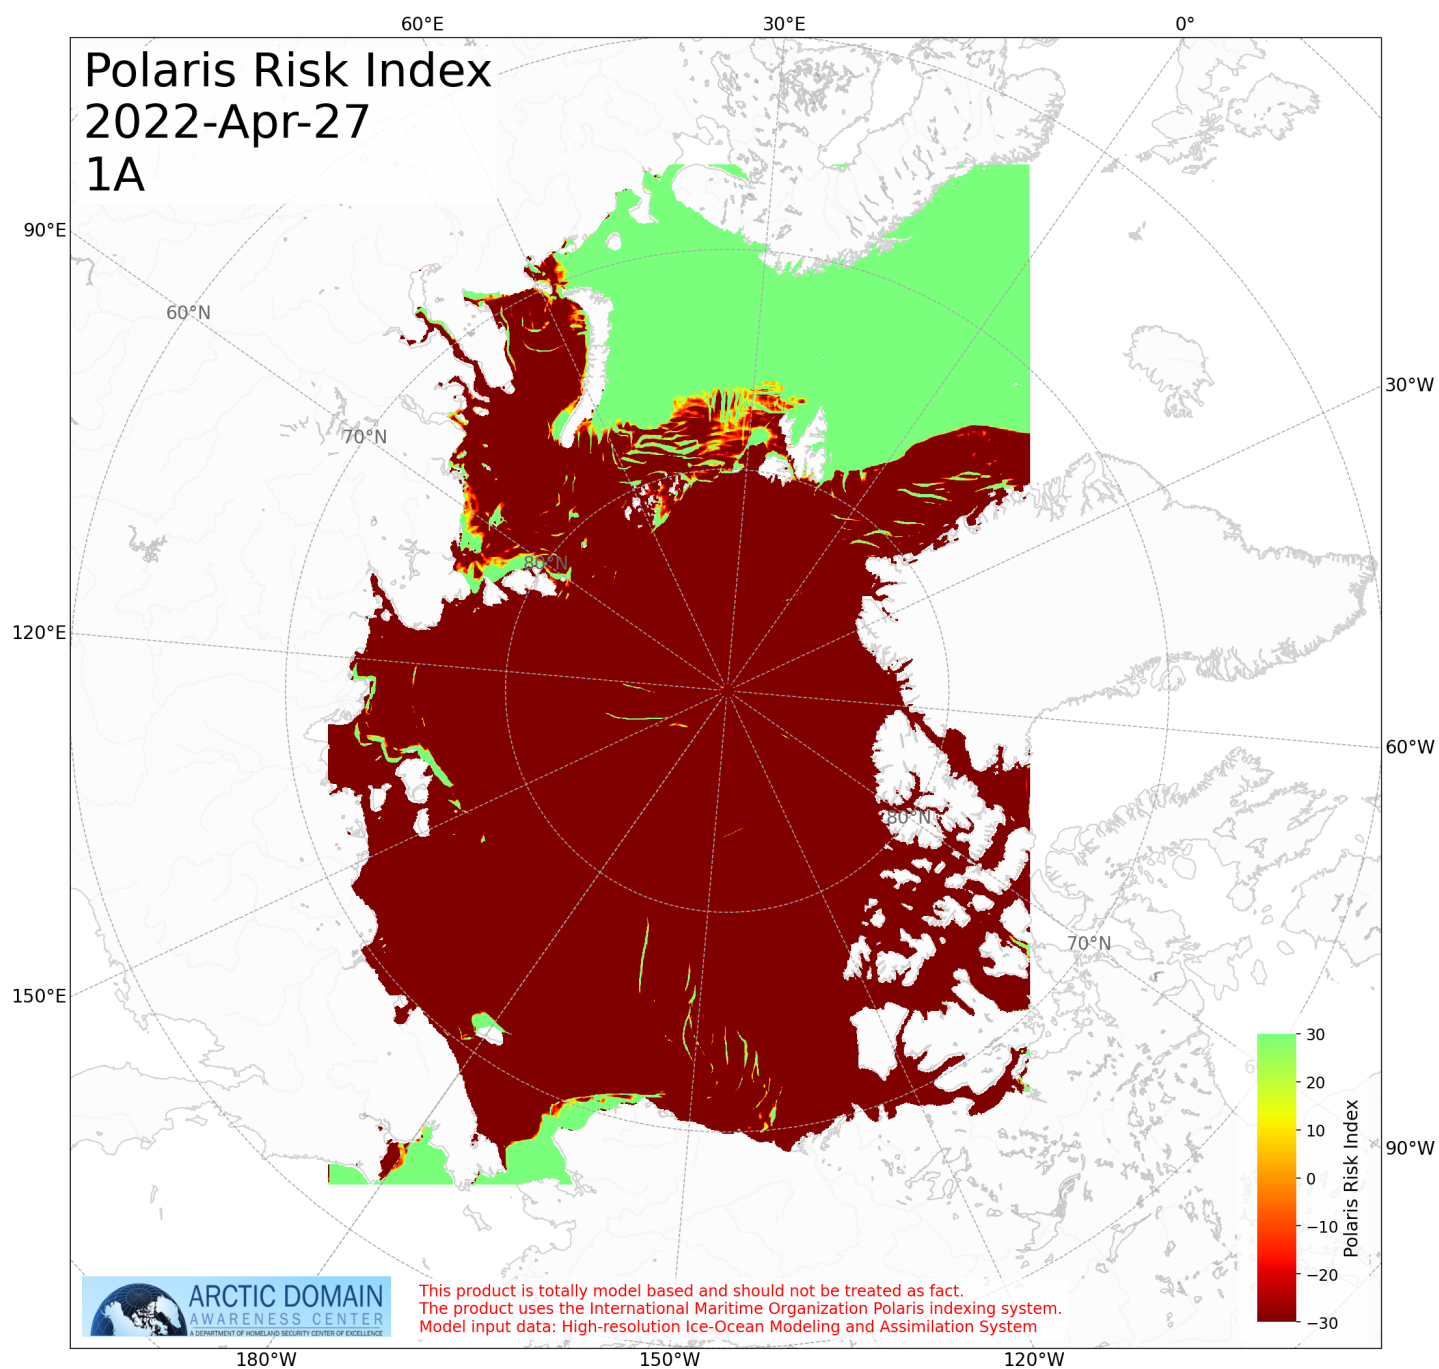 60°E 30°E 0°
Polaris Risk Index
2022-Apr-27
1A
90°E
60°N
30°W
70°N
80°N
120°E
60°W
80°N
70°N
150°E
30
20
10
0
−10
−20
−30
Polaris Risk Index
90°W
ARCTIC DOMAIN
AWARENESS CENTER
A DEPARTMENT OF HOMELAND SECURITY CENTER OF EXCELLENCE
This product is totally model based and should not be treated as fact.
The product uses the International Maritime Organization Polaris indexing system.
Model input data: High-resolution Ice-Ocean Modeling and Assimilation System
180°W 150°W 120°W